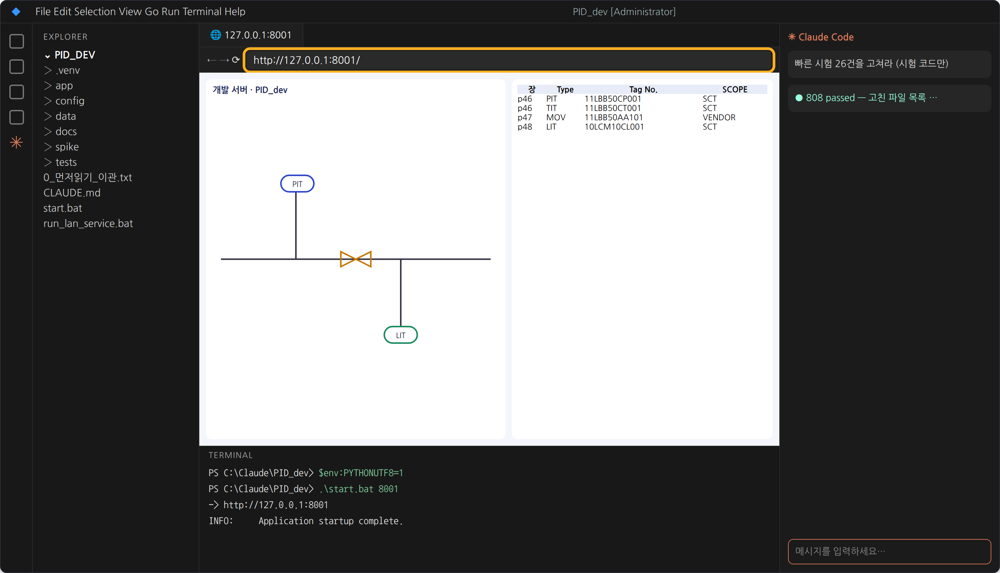 File Edit Selection View Go Run Terminal Help
PID_dev [Administrator]
EXPLORER
⌄ PID_DEV
> .venv
> app
> config
> data
> docs
> spike
> tests
0_먼저읽기_이관.txt
CLAUDE.md
start.bat
run_lan_service.bat
127.0.0.1:8001
← → ⟳ http://127.0.0.1:8001/
개발 서버 · PID_dev
PIT
LIT
장 Type Tag No. SCOPE
p46 PIT 11LBB50CP001 SCT
p46 TIT 11LBB50CT001 SCT
p47 MOV 11LBB50AA101 VENDOR
p48 LIT 10LCM10CL001 SCT
TERMINAL
PS C:\Claude\PID_dev> $env:PYTHONUTF8=1
PS C:\Claude\PID_dev> .\start.bat 8001
-> http://127.0.0.1:8001
INFO:     Application startup complete.
✳ Claude Code
빠른 시험 26건을 고쳐라 (시험 코드만)
● 808 passed — 고친 파일 목록 …
메시지를 입력하세요…